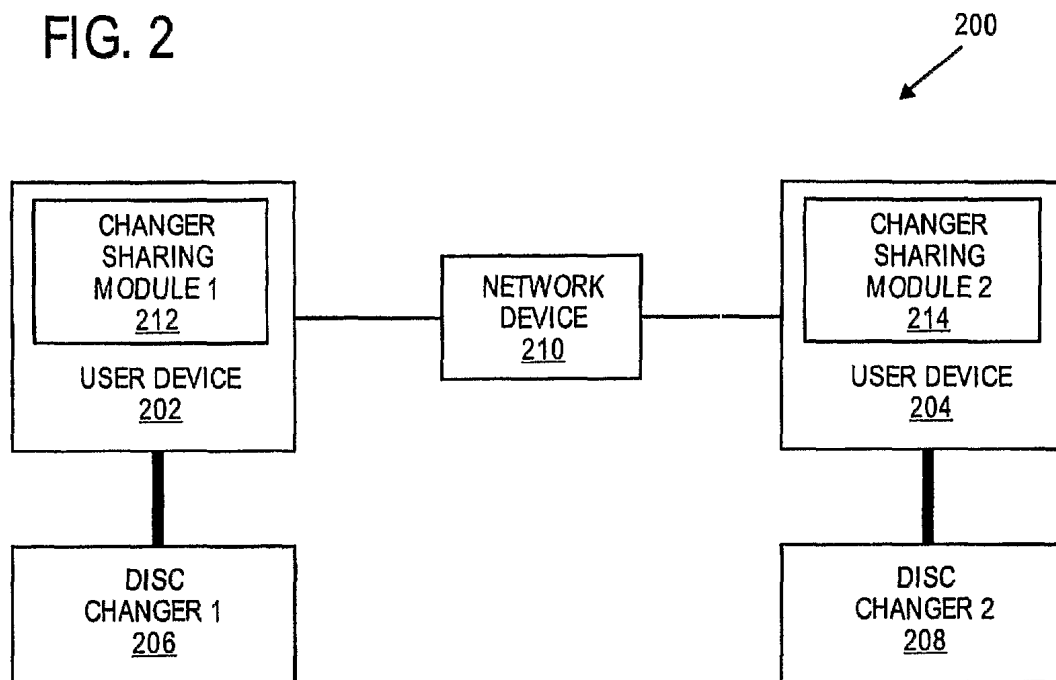 FIG. 2
200
CHANGER
SHARING
MODULE 1
212
USER DEVICE
202
NETWORK
DEVICE
210
CHANGER
SHARING
MODULE 2
214
USER DEVICE
204
DISC
CHANGER 1
206
DISC
CHANGER 2
208